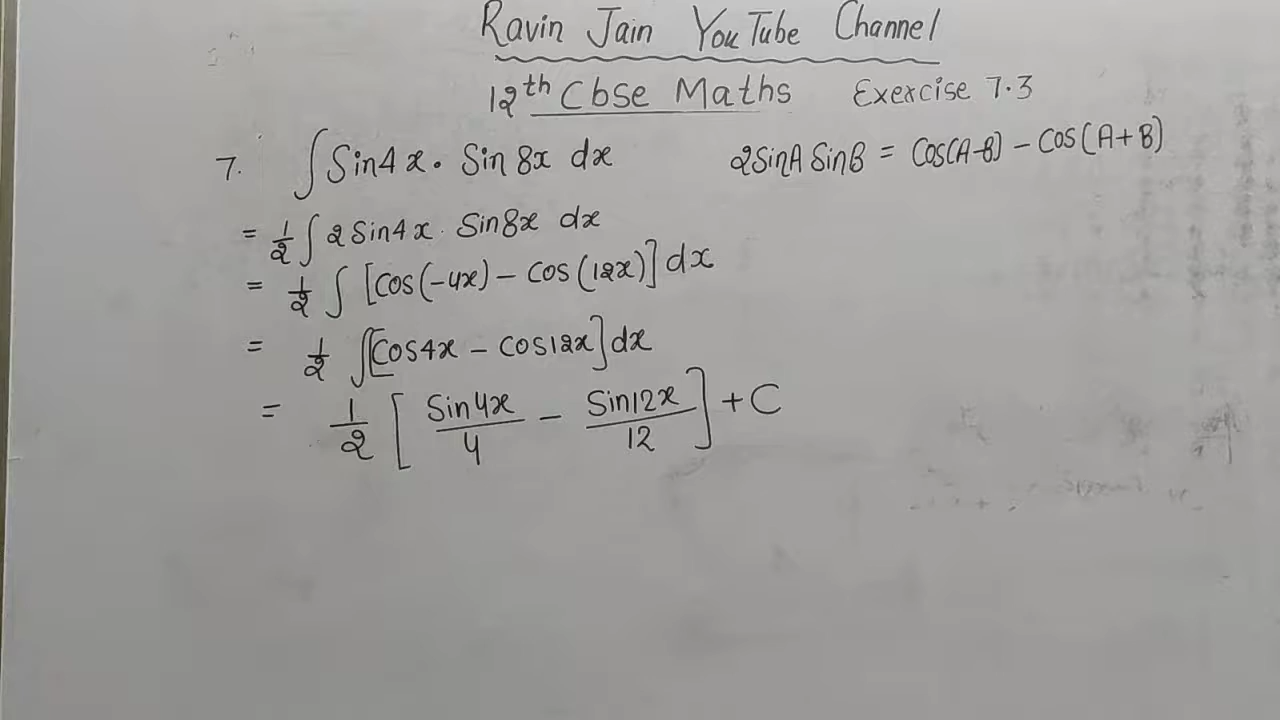 Ravin Jain YouTube Channel
12th Cbse Maths Exercise 7.3
7. ∫ Sin4x. Sin 8x dx 2SinA SinB = Cos(A-B) - Cos(A+B)
= 1/2 ∫ 2 Sin4x. Sin8x dx
= 1/2 ∫ [Cos(-4x) - Cos(12x)] dx
= 1/2 ∫ [Cos4x - Cos12x] dx
= 1/2 [ Sin4x/4 - Sin12x/12 ] + C